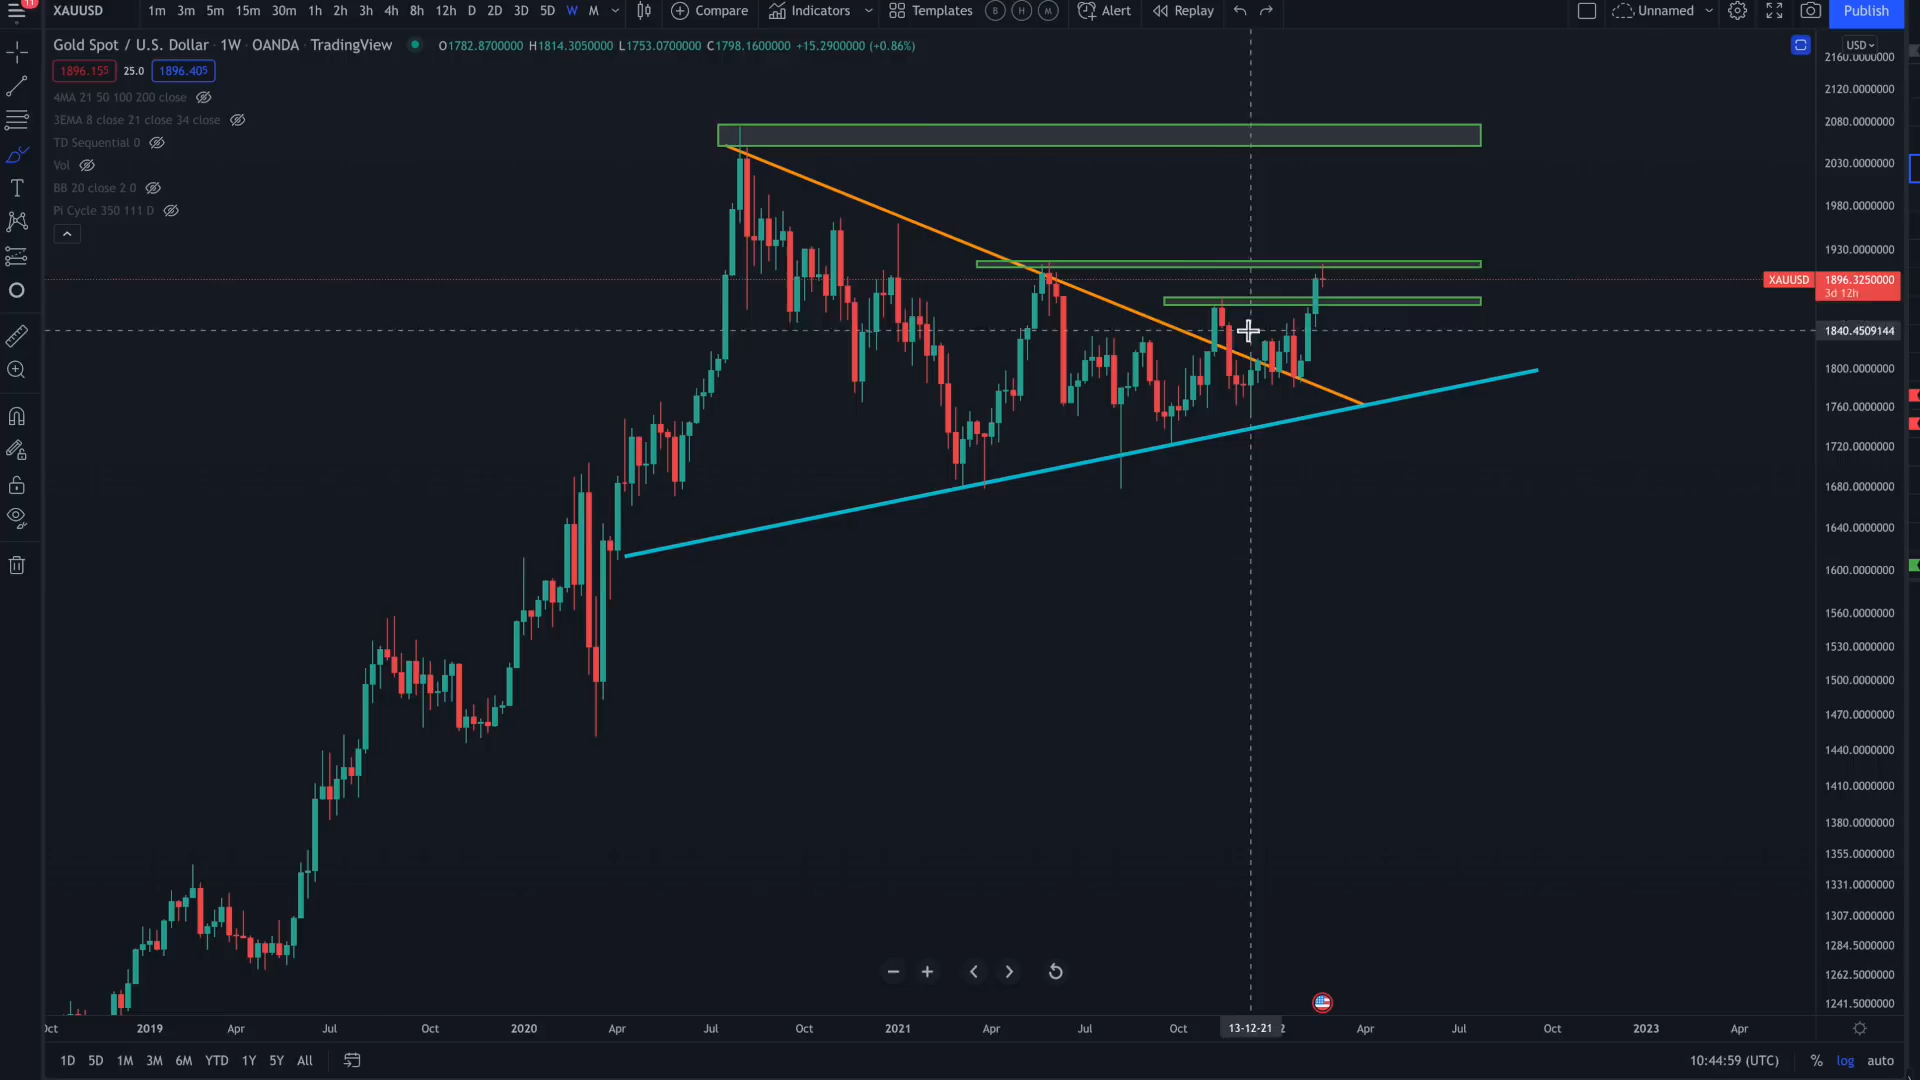 11
XAUUSD 1m 3m 5m 15m 30m 1h 2h 3h 4h 8h 12h D 2D 3D 5D W M Compare Indicators Templates B H M Alert Replay Unnamed Publish
Gold Spot / U.S. Dollar · 1W · OANDA · TradingView O1782.8700000 H1814.3050000 L1753.0700000 C1798.1600000 +15.2900000 (+0.86%)
USD
1896.155 25.0 1896.405
4MA 21 50 100 200 close
3EMA 8 close 21 close 34 close
TD Sequential 0
Vol
BB 20 close 2 0
Pi Cycle 350 111 D
2160.0000000
2120.0000000
2080.0000000
2030.0000000
1980.0000000
1930.0000000
XAUUSD 1896.3250000
3d 12h
1840.4509144
1800.0000000
1760.0000000
1720.0000000
1680.0000000
1640.0000000
1600.0000000
1560.0000000
1530.0000000
1500.0000000
1470.0000000
1440.0000000
1410.0000000
1380.0000000
1355.0000000
1331.0000000
1307.0000000
1284.5000000
1262.5000000
1241.5000000
Oct 2019 Apr Jul Oct 2020 Apr Jul Oct 2021 Apr Jul Oct 13-12-21 2 Apr Jul Oct 2023 Apr
1D 5D 1M 3M 6M YTD 1Y 5Y All 10:44:59 (UTC) % log auto